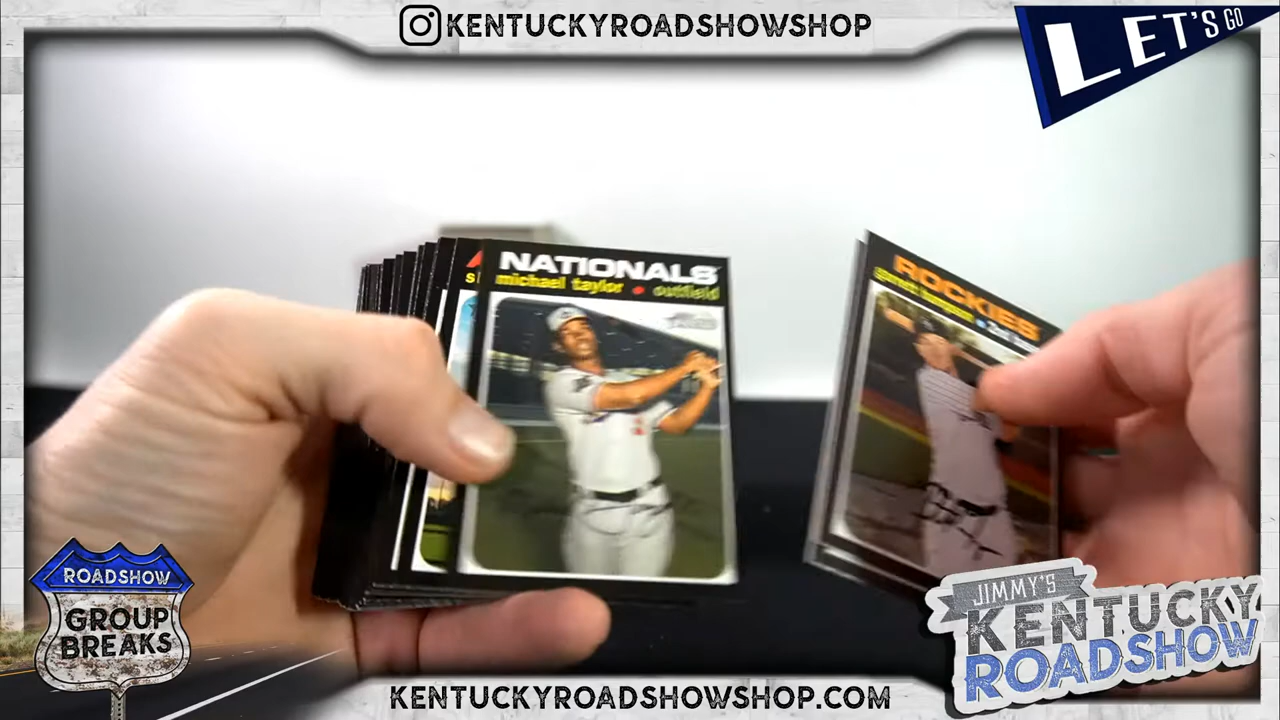 KENTUCKYROADSHOWSHOP
LET'S GO
NATIONALS
michael taylor • outfield
ROCKIES
ROADSHOW
GROUP
BREAKS
JIMMY'S
KENTUCKY
ROADSHOW
KENTUCKYROADSHOWSHOP.COM